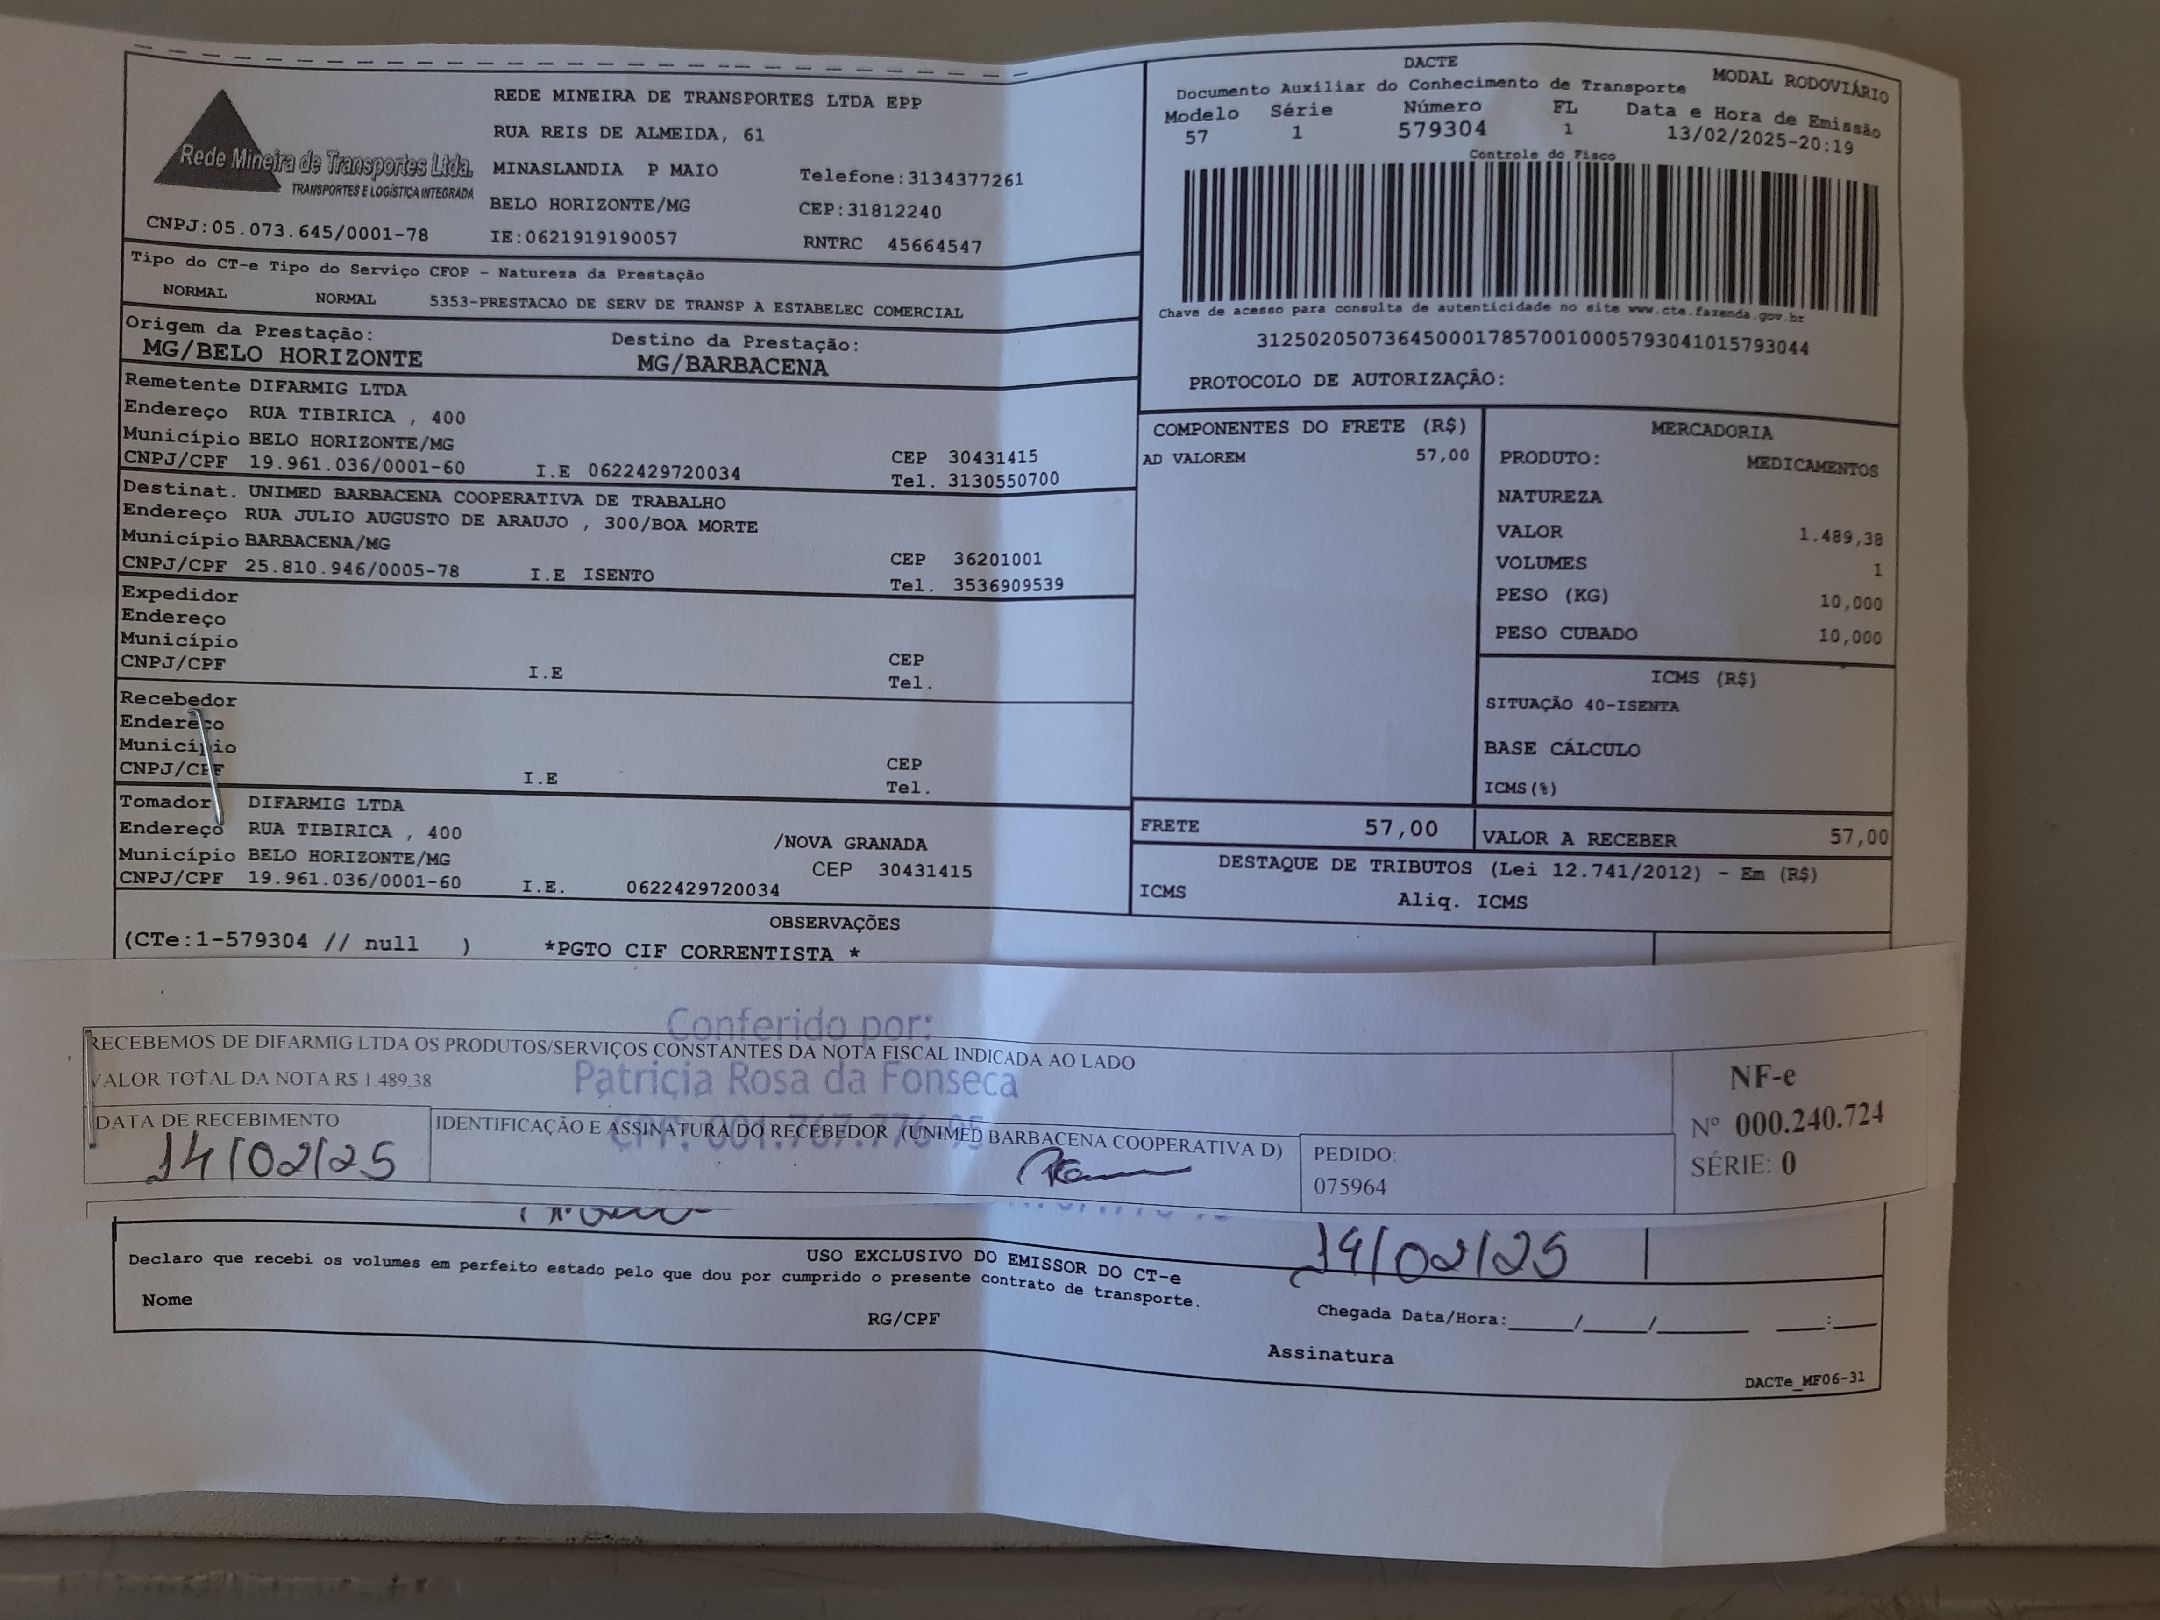 REDE MINEIRA DE TRANSPORTES LTDA EPP
RUA REIS DE ALMEIDA, 61
Rede Mineira de Transportes Ltda.
TRANSPORTES E LOGÍSTICA INTEGRADA
MINASLANDIA P MAIO Telefone:3134377261
BELO HORIZONTE/MG CEP:31812240
CNPJ:05.073.645/0001-78 IE:0621919190057 RNTRC 45664547
DACTE
Documento Auxiliar do Conhecimento de Transporte MODAL RODOVIÁRIO
Modelo Série Número FL Data e Hora de Emissão
57 1 579304 1 13/02/2025-20:19
Controle do Fisco
Chave de acesso para consulta de autenticidade no site www.cte.fazenda.gov.br
31250205073645000178570010005793041015793044
PROTOCOLO DE AUTORIZAÇÃO:
Tipo do CT-e Tipo do Serviço CFOP - Natureza da Prestação
NORMAL NORMAL 5353-PRESTACAO DE SERV DE TRANSP A ESTABELEC COMERCIAL
Origem da Prestação: Destino da Prestação:
MG/BELO HORIZONTE MG/BARBACENA
Remetente DIFARMIG LTDA
Endereço RUA TIBIRICA , 400
Município BELO HORIZONTE/MG CEP 30431415
CNPJ/CPF 19.961.036/0001-60 I.E 0622429720034 Tel. 3130550700
Destinat. UNIMED BARBACENA COOPERATIVA DE TRABALHO
Endereço RUA JULIO AUGUSTO DE ARAUJO , 300/BOA MORTE
Município BARBACENA/MG CEP 36201001
CNPJ/CPF 25.810.946/0005-78 I.E ISENTO Tel. 3536909539
Expedidor
Endereço
Município CEP
CNPJ/CPF I.E Tel.
Recebedor
Endereço
Município CEP
CNPJ/CPF I.E Tel.
Tomador DIFARMIG LTDA
Endereço RUA TIBIRICA , 400 /NOVA GRANADA
Município BELO HORIZONTE/MG CEP 30431415
CNPJ/CPF 19.961.036/0001-60 I.E. 0622429720034
COMPONENTES DO FRETE (R$)
AD VALOREM 57,00
MERCADORIA
PRODUTO: MEDICAMENTOS
NATUREZA
VALOR 1.489,38
VOLUMES 1
PESO (KG) 10,000
PESO CUBADO 10,000
ICMS (R$)
SITUAÇÃO 40-ISENTA
BASE CÁLCULO
ICMS(%)
FRETE 57,00 VALOR A RECEBER 57,00
DESTAQUE DE TRIBUTOS (Lei 12.741/2012) - Em (R$)
ICMS Aliq. ICMS
OBSERVAÇÕES
(CTe:1-579304 // null ) *PGTO CIF CORRENTISTA *
Conferido por:
RECEBEMOS DE DIFARMIG LTDA OS PRODUTOS/SERVIÇOS CONSTANTES DA NOTA FISCAL INDICADA AO LADO
VALOR TOTAL DA NOTA R$ 1.489,38
Patricia Rosa da Fonseca
CPF: 001.767.776-05
NF-e
Nº 000.240.724
SÉRIE: 0
DATA DE RECEBIMENTO IDENTIFICAÇÃO E ASSINATURA DO RECEBEDOR (UNIMED BARBACENA COOPERATIVA D)
14/02/25
PEDIDO:
075964
14/02/25
USO EXCLUSIVO DO EMISSOR DO CT-e
Declaro que recebi os volumes em perfeito estado pelo que dou por cumprido o presente contrato de transporte.
Nome RG/CPF Chegada Data/Hora:_____/_____/_______ ____:____
Assinatura
DACTe_MF06-31